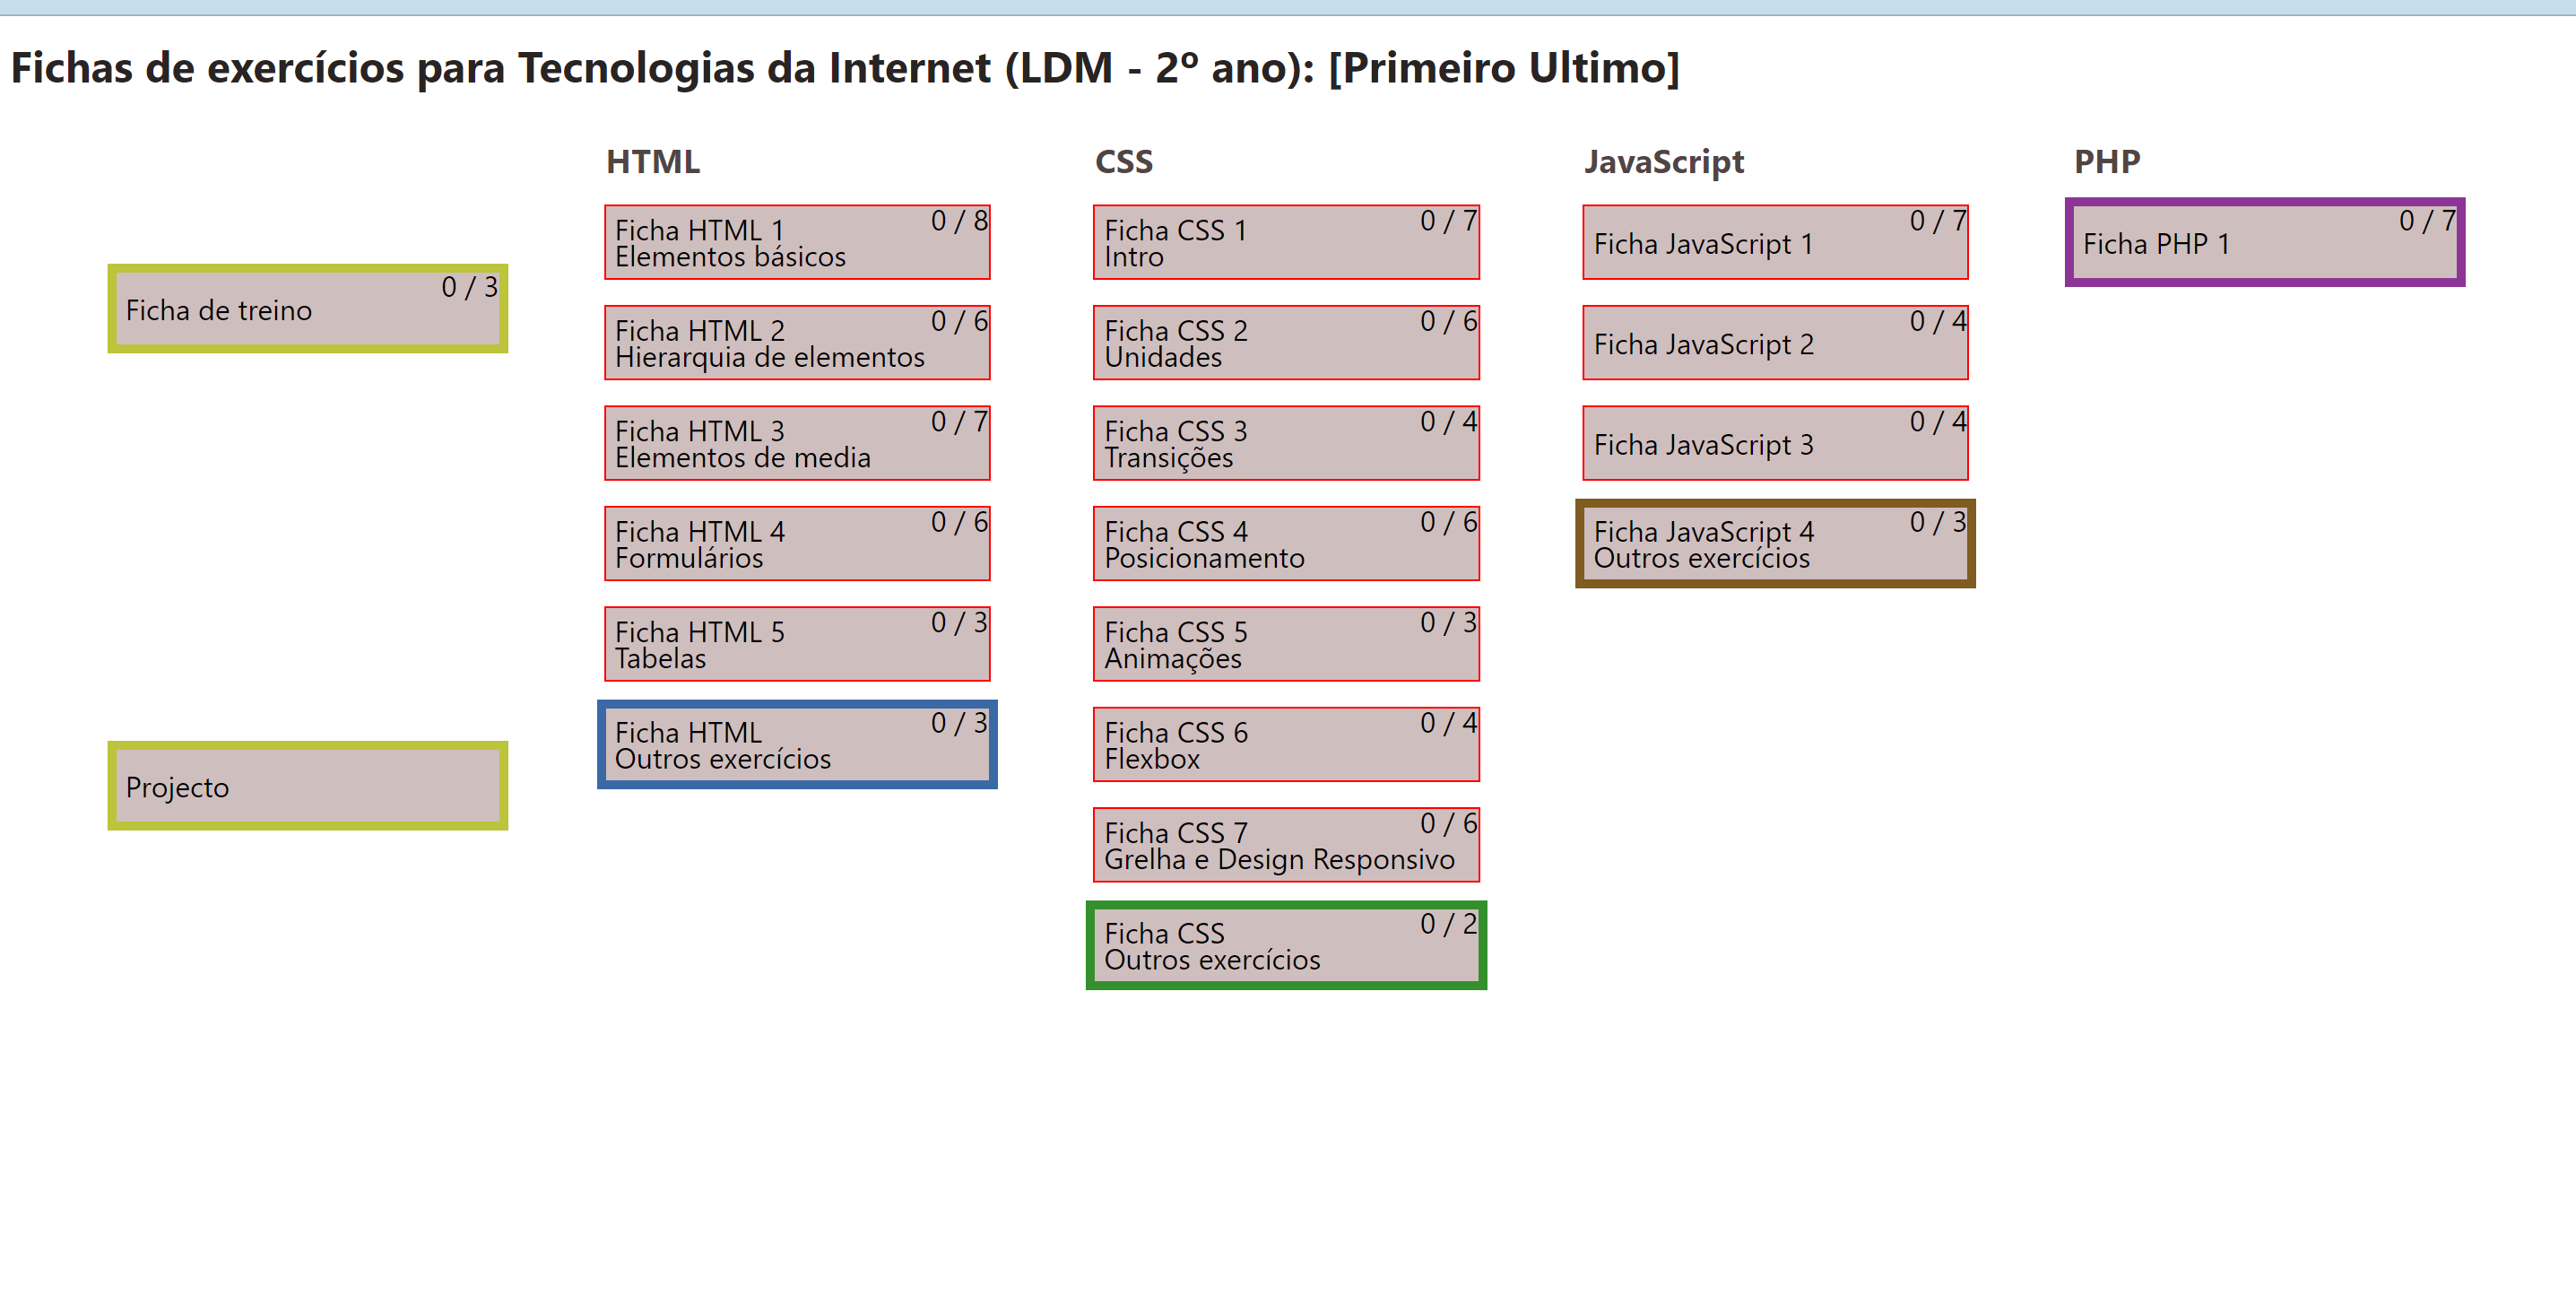 Fichas de exercícios para Tecnologias da Internet (LDM - 2º ano): [Primeiro Ultimo]
Ficha de treino
0 / 3
Projecto
HTML
Ficha HTML 1
0 / 8
Elementos básicos
Ficha HTML 2
0 / 6
Hierarquia de elementos
Ficha HTML 3
0 / 7
Elementos de media
Ficha HTML 4
0 / 6
Formulários
Ficha HTML 5
0 / 3
Tabelas
Ficha HTML
0 / 3
Outros exercícios
CSS
Ficha CSS 1
0 / 7
Intro
Ficha CSS 2
0 / 6
Unidades
Ficha CSS 3
0 / 4
Transições
Ficha CSS 4
0 / 6
Posicionamento
Ficha CSS 5
0 / 3
Animações
Ficha CSS 6
0 / 4
Flexbox
Ficha CSS 7
0 / 6
Grelha e Design Responsivo
Ficha CSS
0 / 2
Outros exercícios
JavaScript
Ficha JavaScript 1
0 / 7
Ficha JavaScript 2
0 / 4
Ficha JavaScript 3
0 / 4
Ficha JavaScript 4
0 / 3
Outros exercícios
PHP
Ficha PHP 1
0 / 7